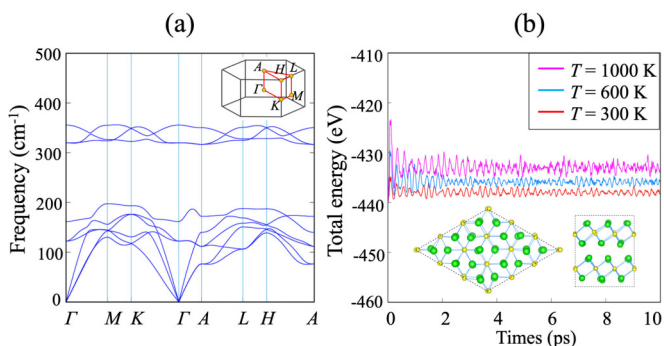 (a)
500
400
300
200
100
0
Frequency (cm⁻¹)
Γ M K Γ A L H A
A H L
Γ M
K
(b)
-410
-420
-430
-440
-450
-460
Total energy (eV)
T = 1000 K
T = 600 K
T = 300 K
0 2 4 6 8 10
Times (ps)